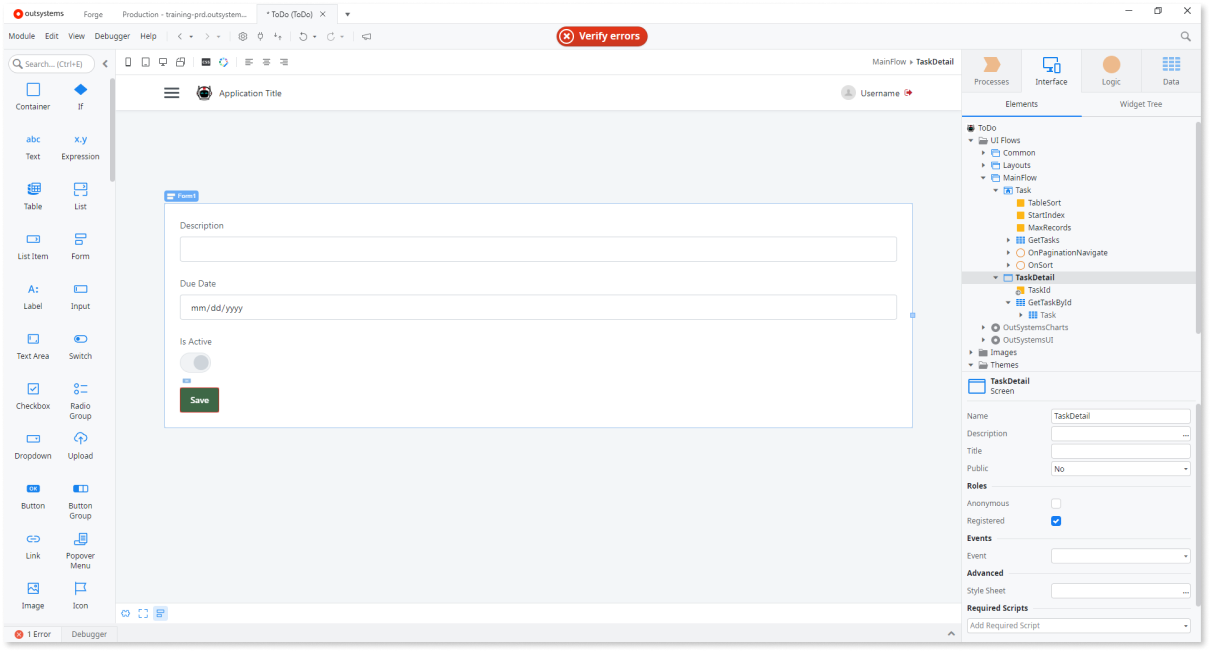 outsystems
Forge
Production - training-prd.outsystem...
* ToDo (ToDo)
Module Edit View Debugger Help
Verify errors
Search... (Ctrl+E)
MainFlow ▸ TaskDetail
Container If
abc x.y
Text Expression
Table List
List Item Form
A:
Label Input
Text Area Switch
Checkbox Radio Group
Dropdown Upload
OK
Button Button Group
Link Popover Menu
Image Icon
Application Title
Username
Form1
Description
Due Date
mm/dd/yyyy
Is Active
Save
Processes Interface Logic Data
Elements Widget Tree
ToDo
UI Flows
Common
Layouts
MainFlow
Task
TableSort
StartIndex
MaxRecords
GetTasks
OnPaginationNavigate
OnSort
TaskDetail
TaskId
GetTaskById
Task
OutSystemsCharts
OutSystemsUI
Images
Themes
TaskDetail
Screen
Name TaskDetail
Description ...
Title
Public No
Roles
Anonymous
Registered
Events
Event
Advanced
Style Sheet ...
Required Scripts
Add Required Script
1 Error Debugger